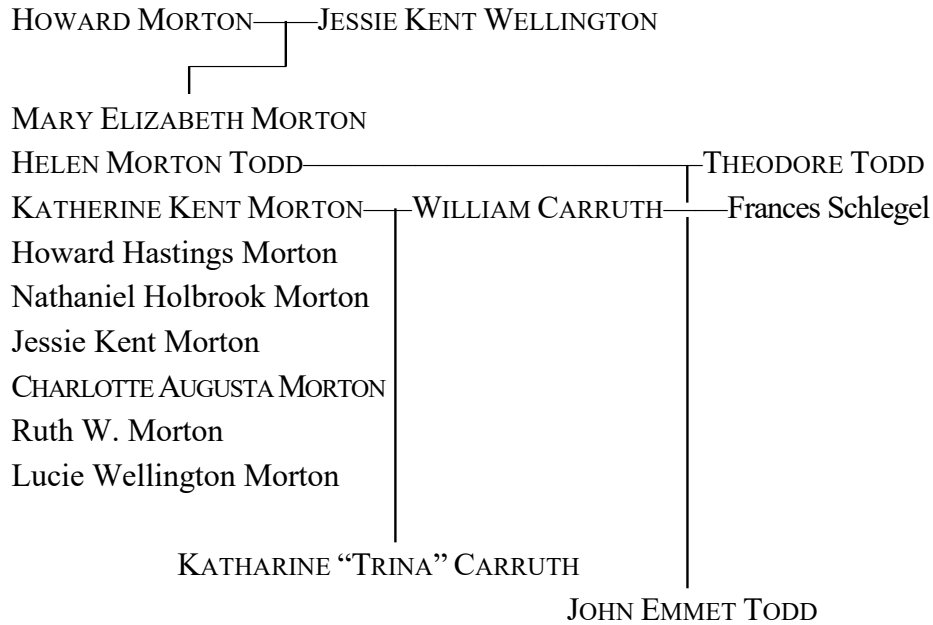 HOWARD MORTON JESSIE KENT WELLINGTON
MARY ELIZABETH MORTON
HELEN MORTON TODD THEODORE TODD
KATHERINE KENT MORTON WILLIAM CARRUTH Frances Schlegel
Howard Hastings Morton
Nathaniel Holbrook Morton
Jessie Kent Morton
CHARLOTTE AUGUSTA MORTON
Ruth W. Morton
Lucie Wellington Morton
KATHARINE “TRINA” CARRUTH
JOHN EMMET TODD